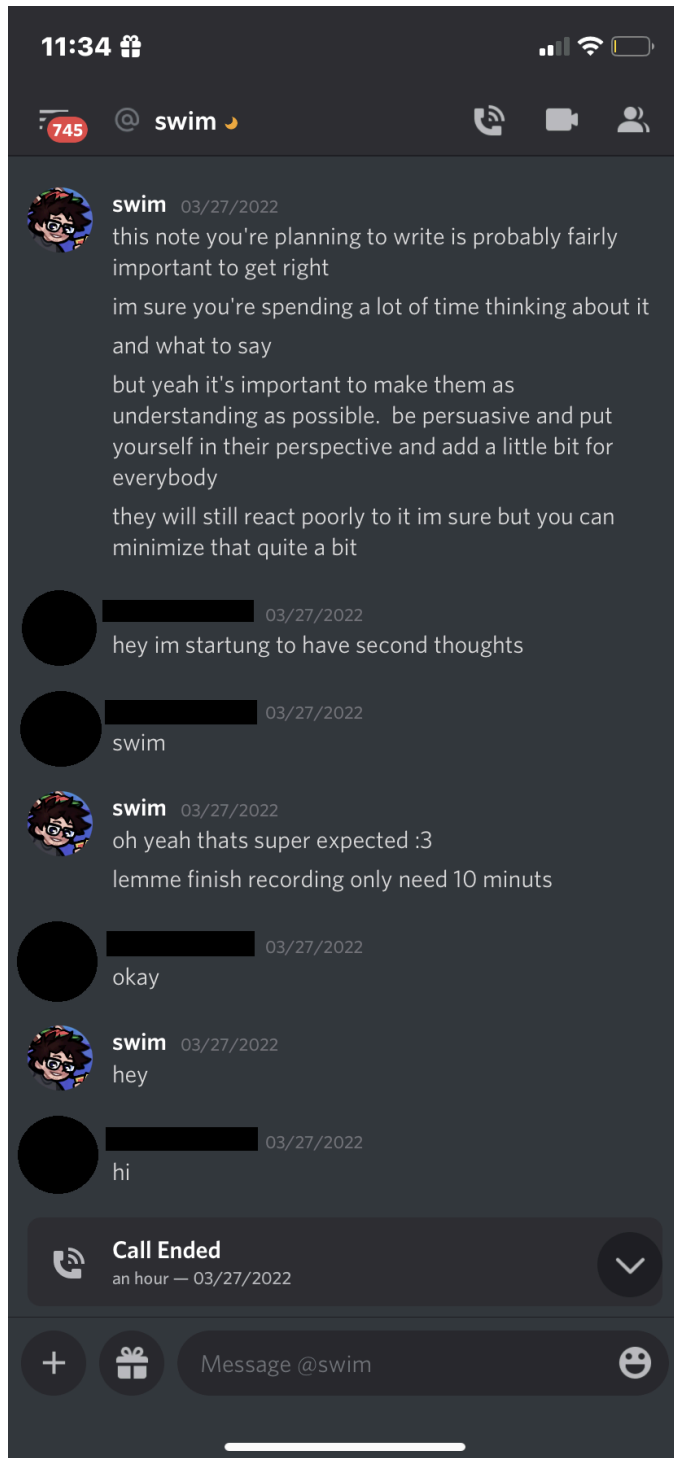 11:34
745
@ swim
swim 03/27/2022
this note you're planning to write is probably fairly
important to get right
im sure you're spending a lot of time thinking about it
and what to say
but yeah it's important to make them as
understanding as possible.  be persuasive and put
yourself in their perspective and add a little bit for
everybody
they will still react poorly to it im sure but you can
minimize that quite a bit
03/27/2022
hey im startung to have second thoughts
03/27/2022
swim
swim 03/27/2022
oh yeah thats super expected :3
lemme finish recording only need 10 minuts
03/27/2022
okay
swim 03/27/2022
hey
03/27/2022
hi
Call Ended
an hour — 03/27/2022
Message @swim